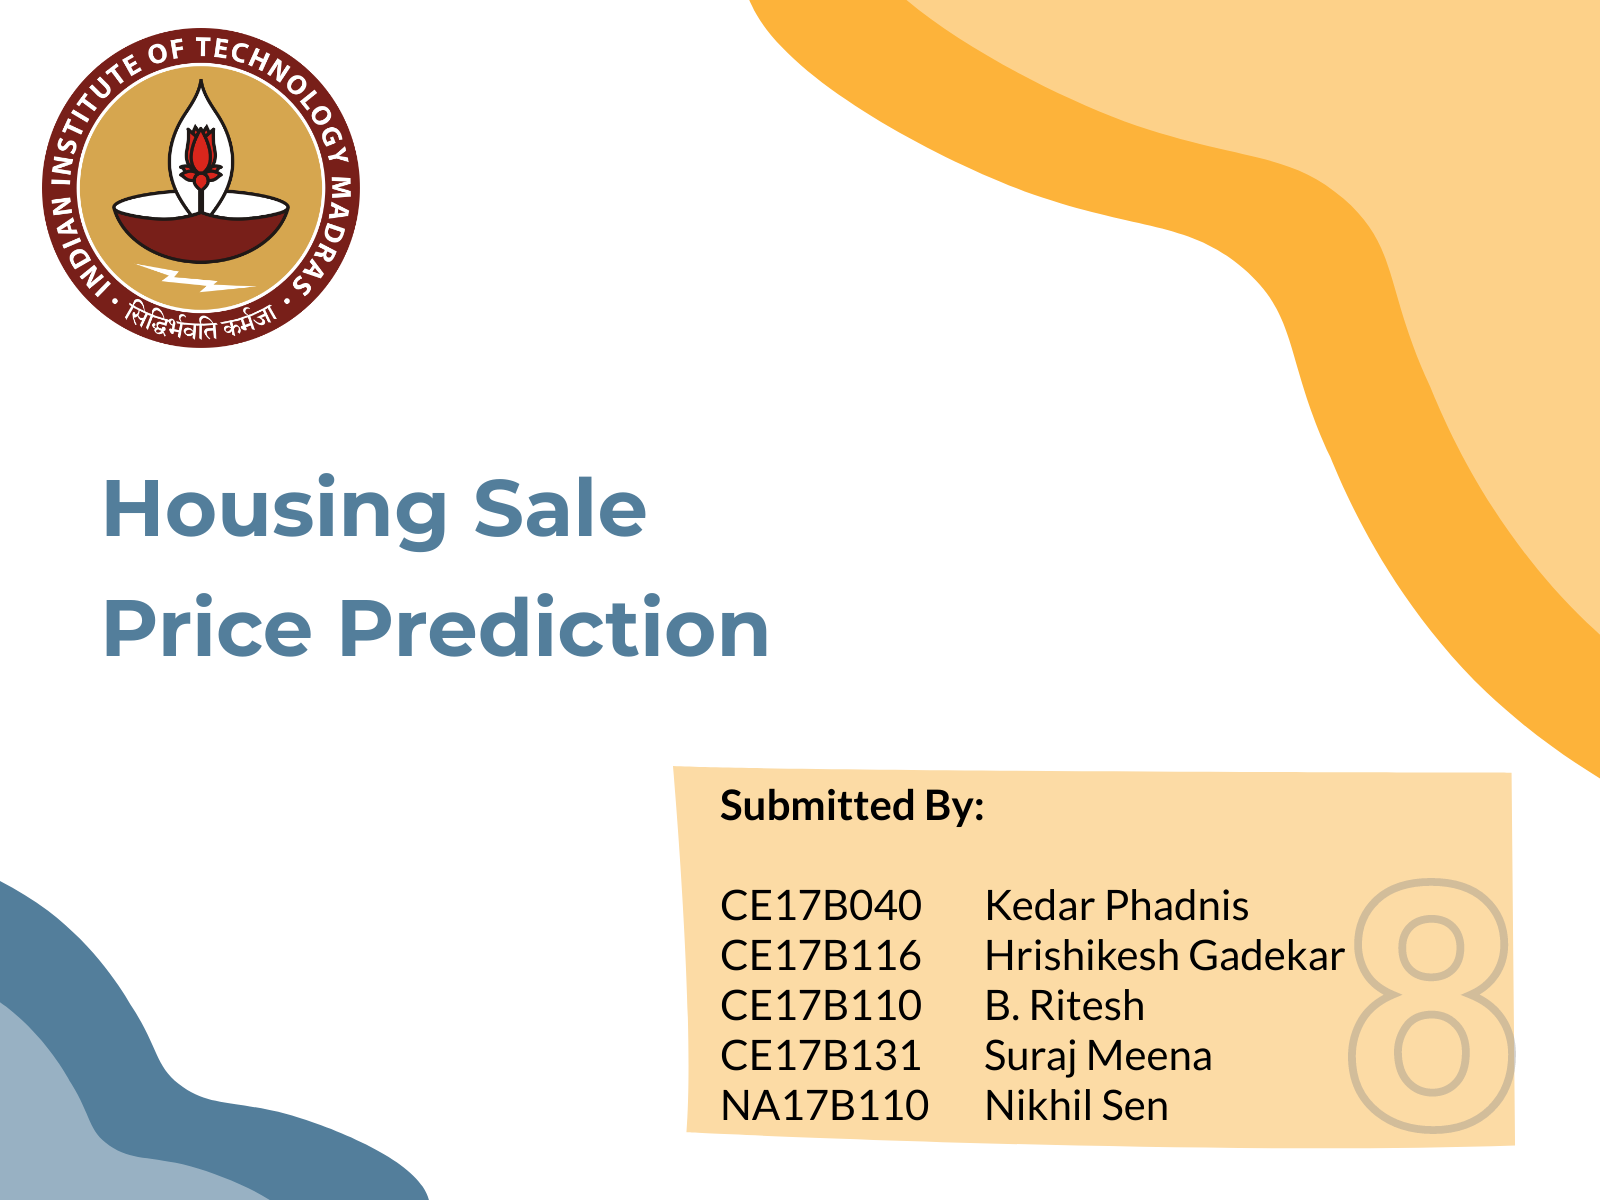 INDIAN INSTITUTE OF TECHNOLOGY MADRAS
सिद्धिर्भवति कर्मजा
Housing Sale
Price Prediction
Submitted By:
CE17B040 Kedar Phadnis
CE17B116 Hrishikesh Gadekar
CE17B110 B. Ritesh
CE17B131 Suraj Meena
NA17B110 Nikhil Sen
8